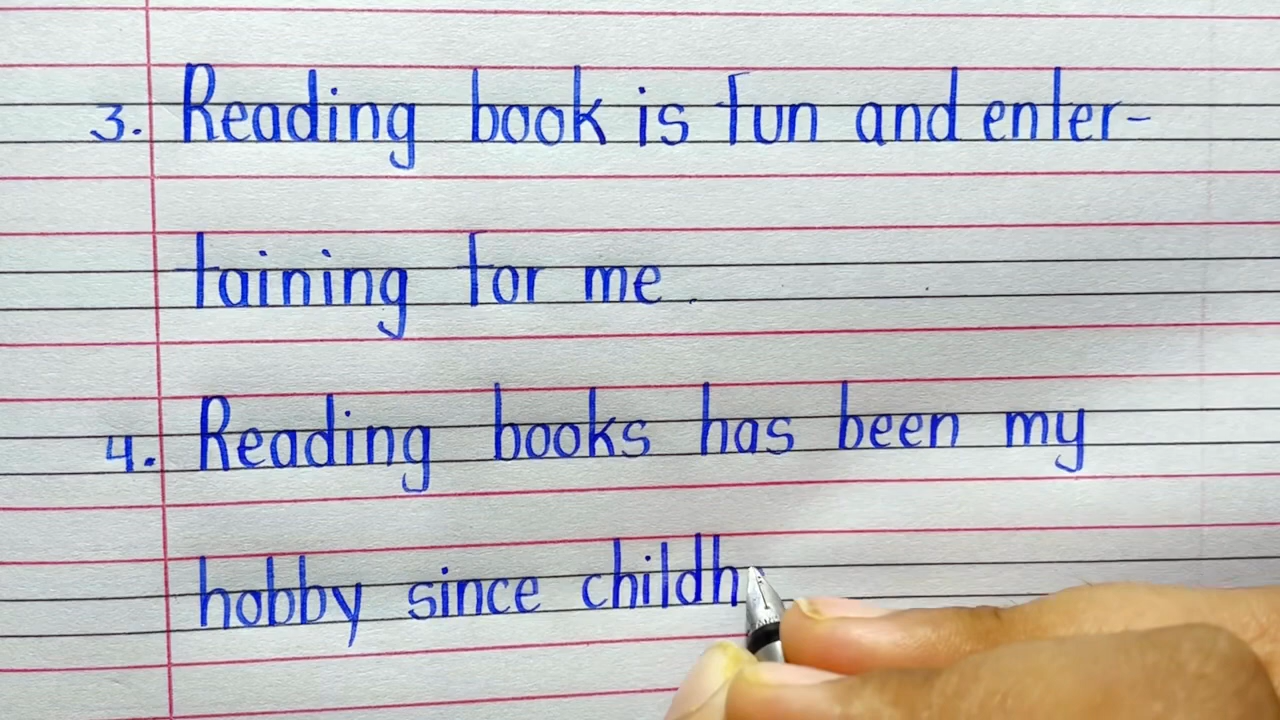 3. Reading book is fun and enter-
taining for me.
4. Reading books has been my
hobby since childh